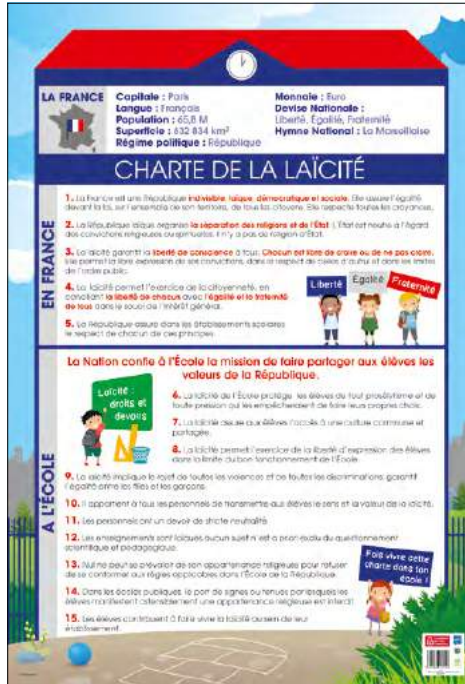 LA FRANCE
Capitale : Paris
Langue : Français
Population : 65,8 M
Superficie : 632 834 km²
Régime politique : République
Monnaie : Euro
Devise Nationale :
Liberté, Égalité, Fraternité
Hymne National : La Marseillaise
CHARTE DE LA LAÏCITÉ
EN FRANCE
1. La France est une République indivisible, laïque, démocratique et sociale. Elle assure l'égalité
devant la loi, sur l'ensemble de son territoire, de tous les citoyens. Elle respecte toutes les croyances.
2. La République laïque organise la séparation des religions et de l'État. L'État est neutre à l'égard
des convictions religieuses ou spirituelles. Il n'y a pas de religion d'État.
3. La laïcité garantit la liberté de conscience à tous. Chacun est libre de croire ou de ne pas croire.
Elle permet la libre expression de ses convictions, dans le respect de celles d'autrui et dans les limites
de l'ordre public.
4. La laïcité permet l'exercice de la citoyenneté, en
conciliant la liberté de chacun avec l'égalité et la fraternité
de tous dans le souci de l'intérêt général.
5. La République assure dans les établissements scolaires
le respect de chacun de ces principes.
Liberté
Égalité
Fraternité
A L'ÉCOLE
La Nation confie à l'École la mission de faire partager aux élèves les
valeurs de la République.
Laïcité :
droits et
devoirs
6. La laïcité de l'École protège les élèves de tout prosélytisme et de
toute pression qui les empêcheraient de faire leurs propres choix.
7. La laïcité assure aux élèves l'accès à une culture commune et
partagée.
8. La laïcité permet l'exercice de la liberté d'expression des élèves
dans la limite du bon fonctionnement de l'École.
9. La laïcité implique le rejet de toutes les violences et de toutes les discriminations, garantit
l'égalité entre les filles et les garçons.
10. Il appartient à tous les personnels de transmettre aux élèves le sens et la valeur de la laïcité.
11. Les personnels ont un devoir de stricte neutralité.
12. Les enseignements sont laïques aucun sujet n'est a priori exclu du questionnement
scientifique et pédagogique.
13. Nul ne peut se prévaloir de son appartenance religieuse pour refuser
de se conformer aux règles applicables dans l'École de la République.
14. Dans les écoles publiques, le port de signes ou tenues par lesquels les
élèves manifestent ostensiblement une appartenance religieuse est interdit.
15. Les élèves contribuent à faire vivre la laïcité au sein de leur
établissement.
Fais vivre cette
charte dans ton
école !